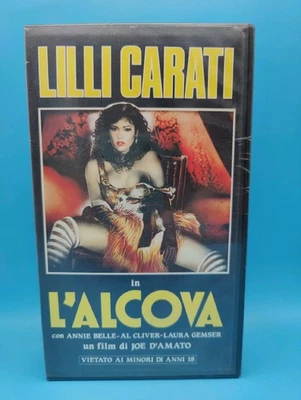 LILLI CARATI
in
L'ALCOVA
con ANNIE BELLE-AL CLIVER-LAURA GEMSER
un film di JOE D'AMATO
VIETATO AI MINORI DI ANNI 18